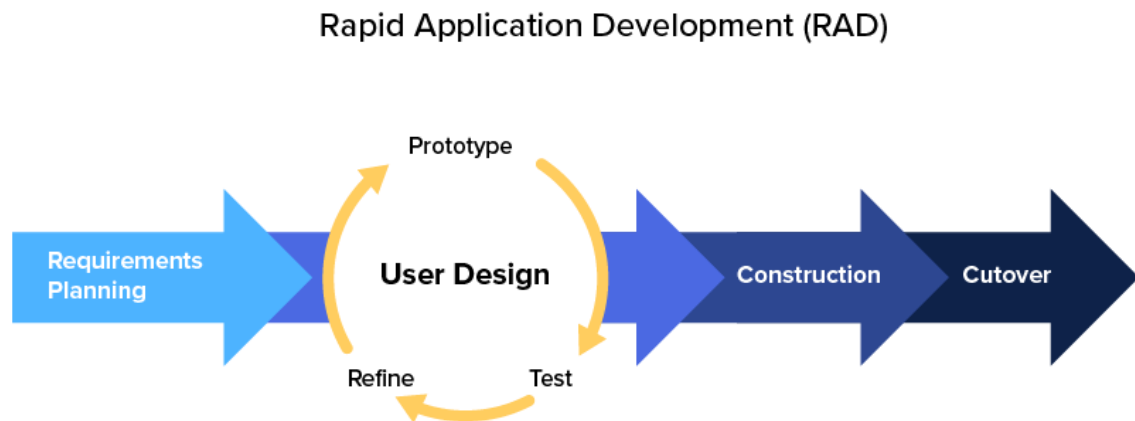 Rapid Application Development (RAD)
Prototype
Requirements
Planning
User Design
Construction
Cutover
Refine
Test